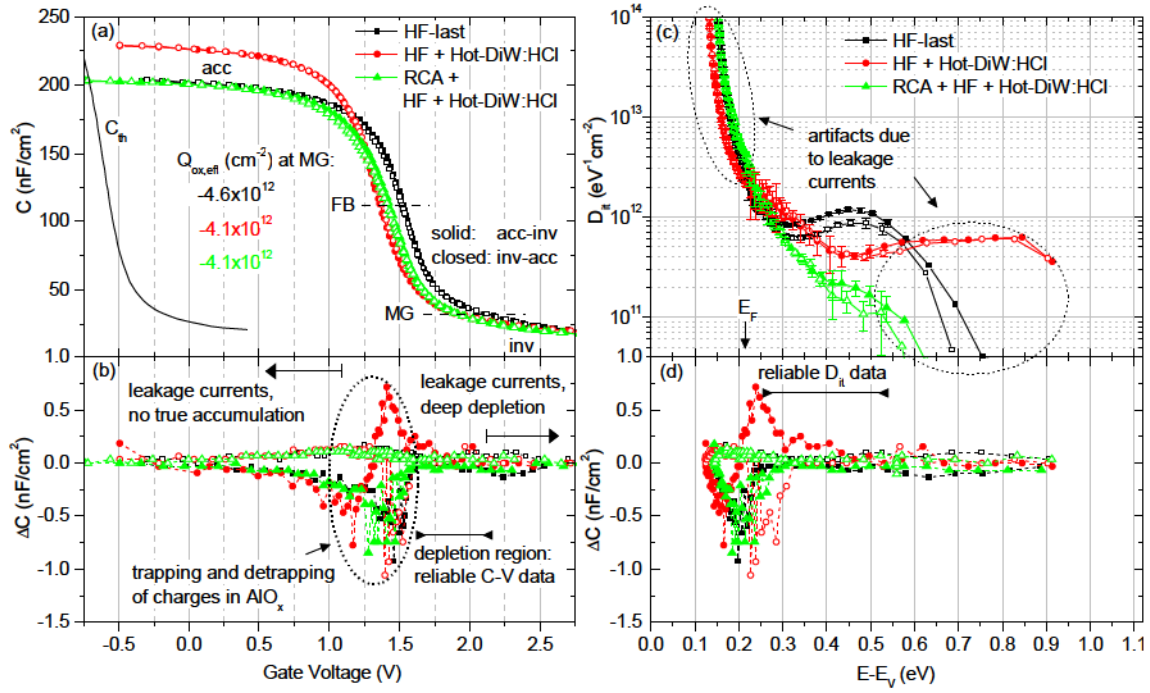 (a)
HF-last
HF + Hot-DiW:HCl
RCA +
HF + Hot-DiW:HCl
acc
C_th
Q_ox,efl (cm^-2) at MG:
-4.6x10^12
-4.1x10^12
-4.1x10^12
FB
solid: acc-inv
closed: inv-acc
MG
inv
C (nF/cm^2)
250
200
150
100
50
1.0
(b)
leakage currents,
no true accumulation
leakage currents,
deep depletion
trapping and detrapping
of charges in AlO_x
depletion region:
reliable C-V data
ΔC (nF/cm^2)
0.5
0.0
-0.5
-1.0
-1.5
-0.5
0.0
0.5
1.0
1.5
2.0
2.5
Gate Voltage (V)
(c)
HF-last
HF + Hot-DiW:HCl
RCA + HF + Hot-DiW:HCl
artifacts due
to leakage
currents
E_F
D_it (eV^-1cm^-2)
10^14
10^13
10^12
10^11
1.0
(d)
reliable D_it data
ΔC (nF/cm^2)
0.5
0.0
-0.5
-1.0
-1.5
0.0
0.1
0.2
0.3
0.4
0.5
0.6
0.7
0.8
0.9
1.0
1.1
E-E_V (eV)